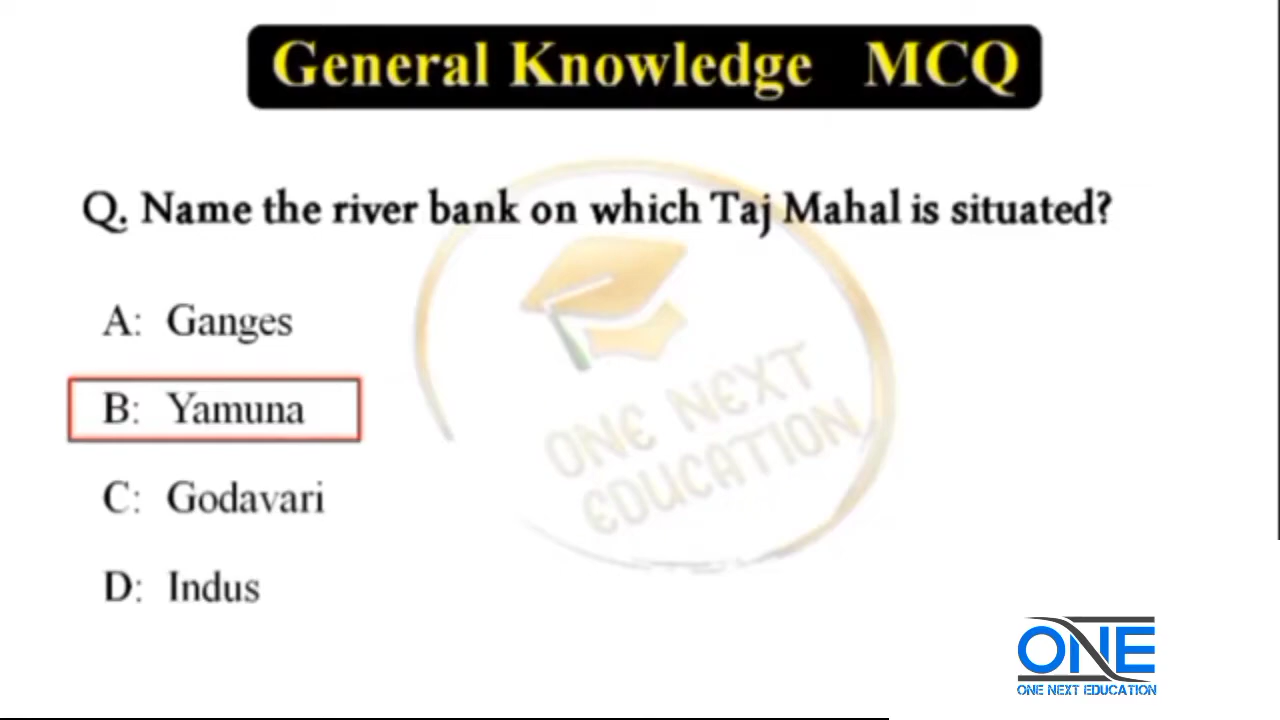 General Knowledge MCQ
Q. Name the river bank on which Taj Mahal is situated?
A: Ganges
B: Yamuna
C: Godavari
D: Indus
ONE NEXT
EDUCATION
ONE
ONE NEXT EDUCATION